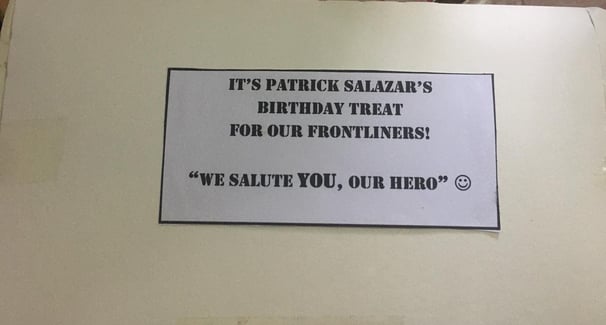 IT'S PATRICK SALAZAR'S
BIRTHDAY TREAT
FOR OUR FRONTLINERS!
"WE SALUTE YOU, OUR HERO" ☺